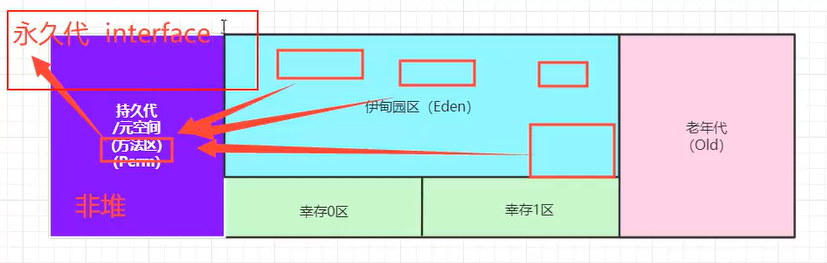 永久代 interface
持久代
/元空间
(方法区)
(Perm)
非堆
伊甸园区（Eden）
幸存0区
幸存1区
老年代
（Old）